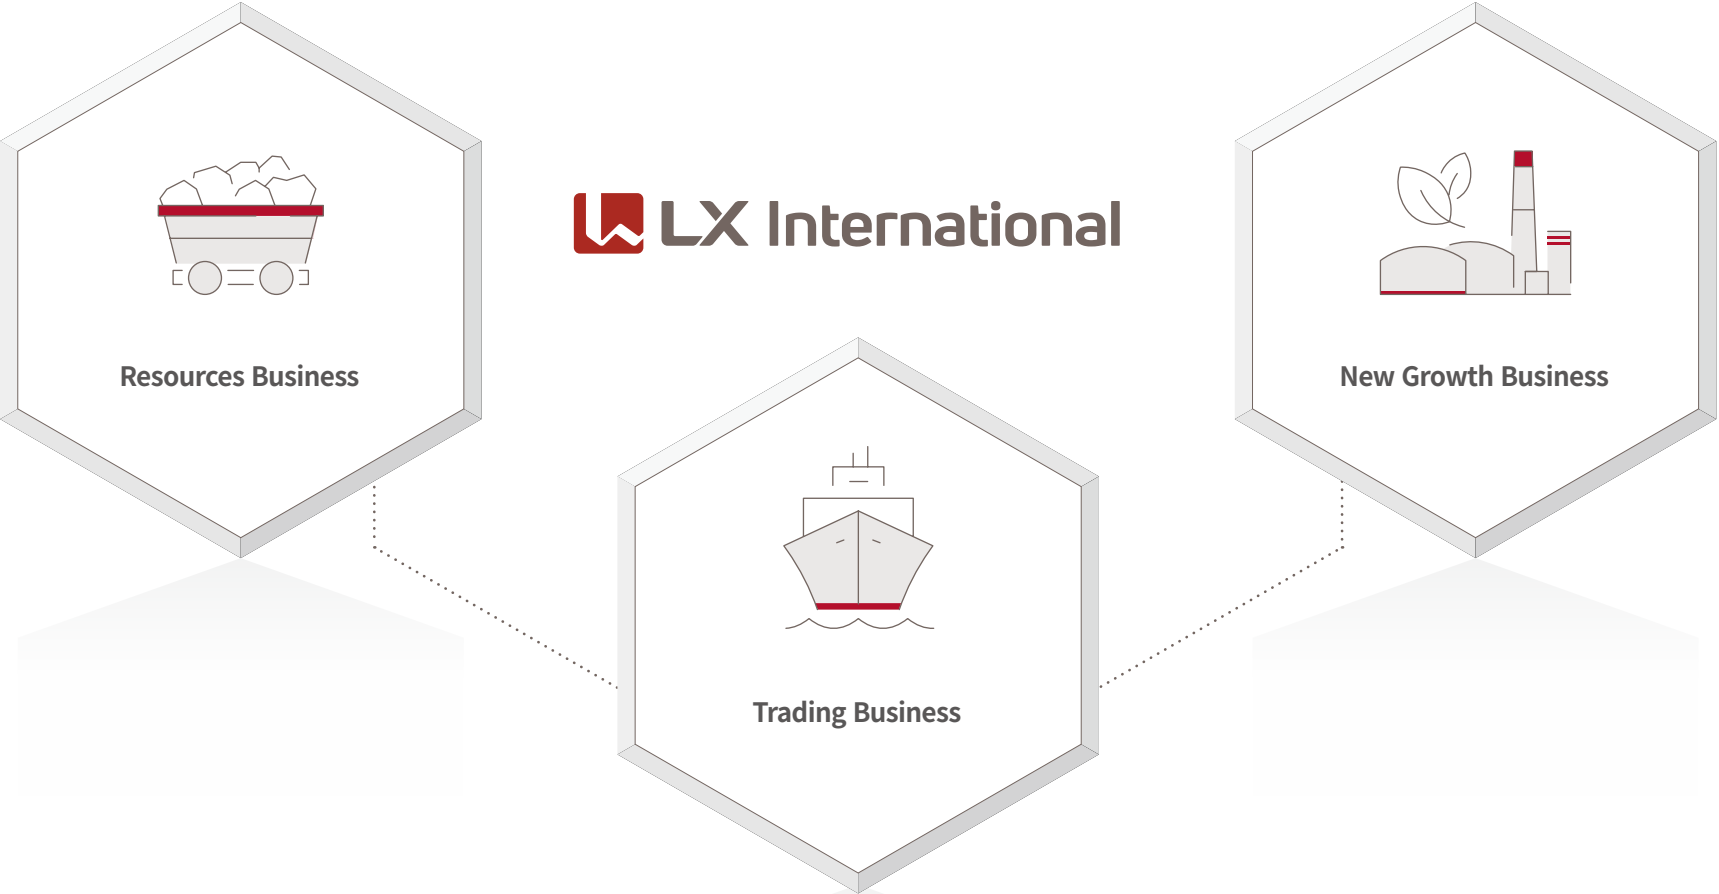 LX International
Resources Business
New Growth Business
Trading Business